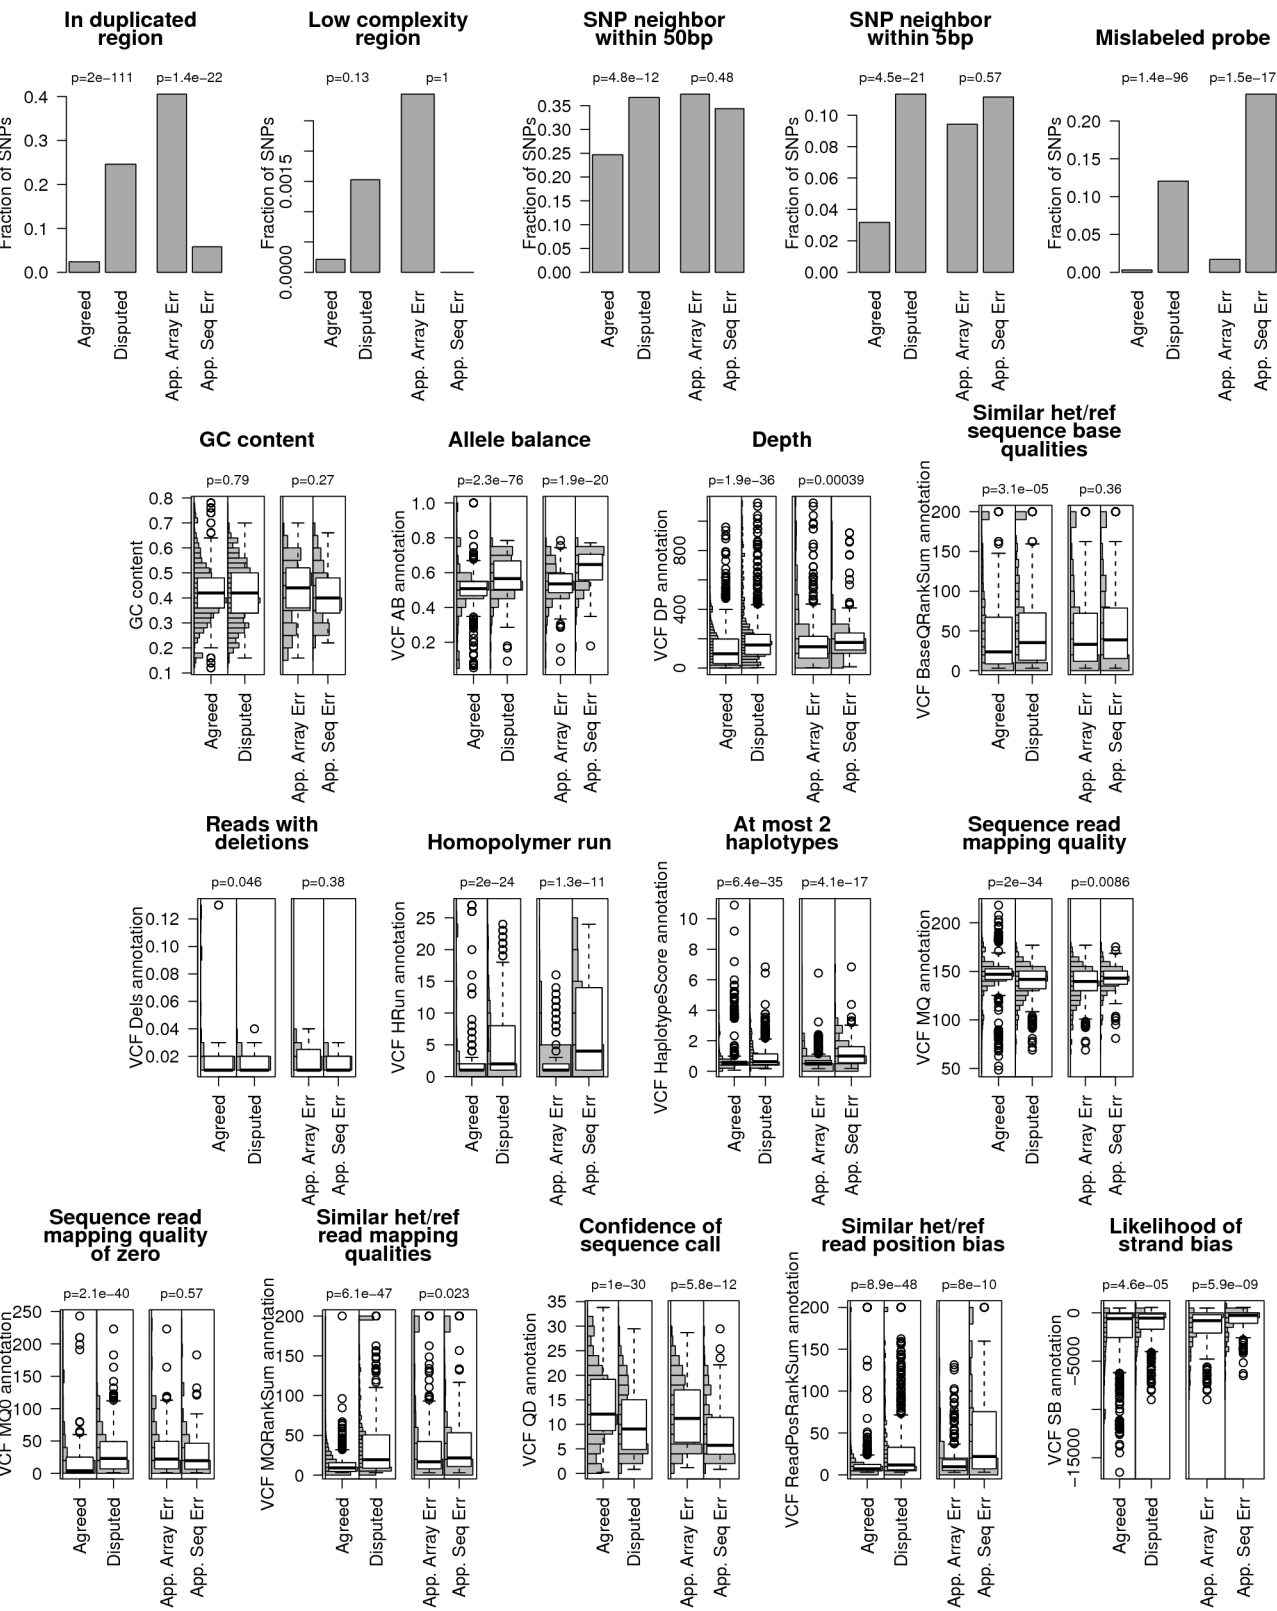 In duplicated
region
Low complexity
region
SNP neighbor
within 50bp
SNP neighbor
within 5bp
Mislabeled probe
p=2e−111 p=1.4e−22
p=0.13 p=1
p=4.8e−12 p=0.48
p=4.5e−21 p=0.57
p=1.4e−96 p=1.5e−17
Fraction of SNPs
0.4
0.3
0.2
0.1
0.0
Agreed
Disputed
App. Array Err
App. Seq Err
Fraction of SNPs
0.0015
0.0000
Agreed
Disputed
App. Array Err
App. Seq Err
Fraction of SNPs
0.35
0.30
0.25
0.20
0.15
0.10
0.05
0.00
Agreed
Disputed
App. Array Err
App. Seq Err
Fraction of SNPs
0.10
0.08
0.06
0.04
0.02
0.00
Agreed
Disputed
App. Array Err
App. Seq Err
Fraction of SNPs
0.20
0.15
0.10
0.05
0.00
Agreed
Disputed
App. Array Err
App. Seq Err
GC content
p=0.79 p=0.27
GC content
0.8
0.7
0.6
0.5
0.4
0.3
0.2
0.1
Agreed
Disputed
App. Array Err
App. Seq Err
Allele balance
p=2.3e−76 p=1.9e−20
VCF AB annotation
1.0
0.8
0.6
0.4
0.2
Agreed
Disputed
App. Array Err
App. Seq Err
Depth
p=1.9e−36 p=0.00039
VCF DP annotation
800
400
0
Agreed
Disputed
App. Array Err
App. Seq Err
Similar het/ref
sequence base
qualities
p=3.1e−05 p=0.36
VCF BaseQRankSum annotation
200
150
100
50
0
Agreed
Disputed
App. Array Err
App. Seq Err
Reads with
deletions
p=0.046 p=0.38
VCF Dels annotation
0.12
0.10
0.08
0.06
0.04
0.02
Agreed
Disputed
App. Array Err
App. Seq Err
Homopolymer run
p=2e−24 p=1.3e−11
VCF HRun annotation
25
20
15
10
5
0
Agreed
Disputed
App. Array Err
App. Seq Err
At most 2
haplotypes
p=6.4e−35 p=4.1e−17
VCF HaplotypeScore annotation
10
8
6
4
2
0
Agreed
Disputed
App. Array Err
App. Seq Err
Sequence read
mapping quality
p=2e−34 p=0.0086
VCF MQ annotation
200
150
100
50
Agreed
Disputed
App. Array Err
App. Seq Err
Sequence read
mapping quality
of zero
p=2.1e−40 p=0.57
VCF MQ0 annotation
250
200
150
100
50
0
Agreed
Disputed
App. Array Err
App. Seq Err
Similar het/ref
read mapping
qualities
p=6.1e−47 p=0.023
VCF MQRankSum annotation
200
150
100
50
0
Agreed
Disputed
App. Array Err
App. Seq Err
Confidence of
sequence call
p=1e−30 p=5.8e−12
VCF QD annotation
35
30
25
20
15
10
5
0
Agreed
Disputed
App. Array Err
App. Seq Err
Similar het/ref
read position bias
p=8.9e−48 p=8e−10
VCF ReadPosRankSum annotation
200
150
100
50
0
Agreed
Disputed
App. Array Err
App. Seq Err
Likelihood of
strand bias
p=4.6e−05 p=5.9e−09
VCF SB annotation
0
−5000
−15000
Agreed
Disputed
App. Array Err
App. Seq Err